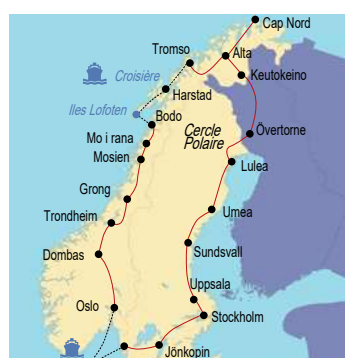 Cap Nord
Tromso
Alta
Croisière
Keutokeino
Harstad
Iles Lofoten
Bodo
Cercle
Polaire
Övertorne
Mo i rana
Mosien
Lulea
Grong
Umea
Trondheim
Dombas
Sundsvall
Uppsala
Oslo
Stockholm
Jönkopin